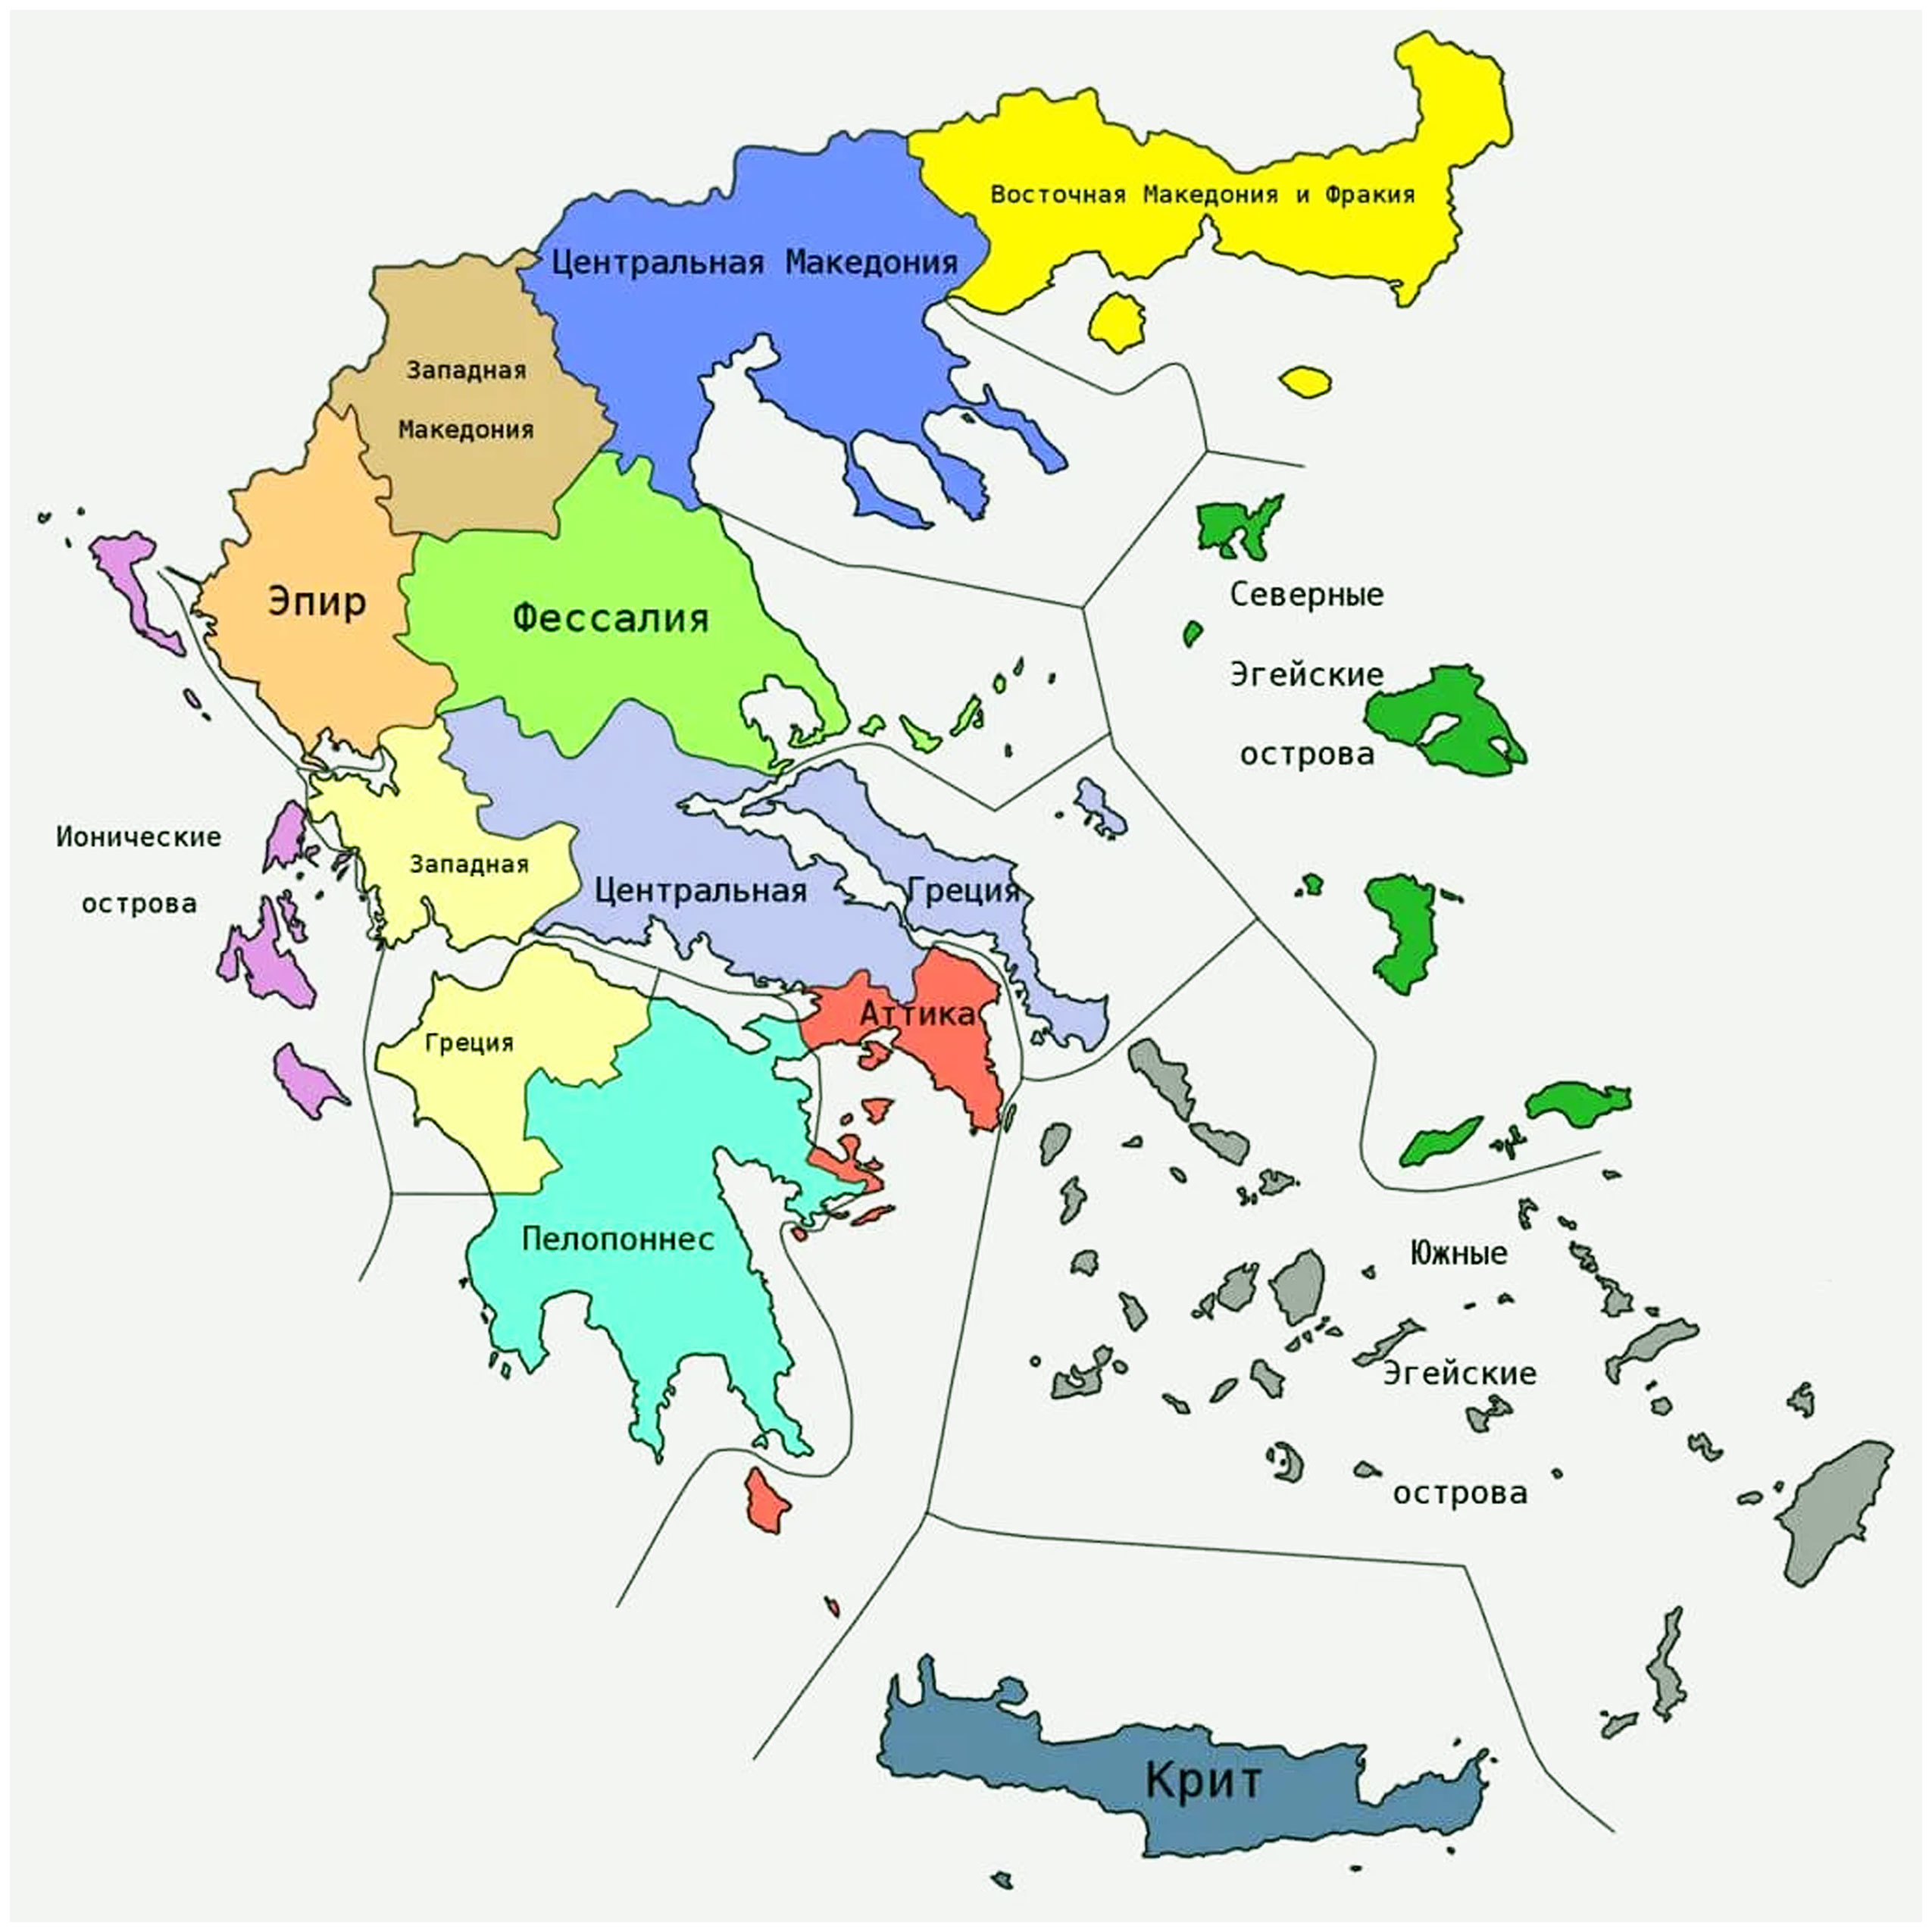 Восточная Македония и Фракия
Центральная Македония
Западная
Македония
Эпир
Фессалия
Северные
Эгейские
острова
Ионические
острова
Западная
Греция
Центральная Греция
Аттика
Пелопоннес
Южные
Эгейские
острова
Крит